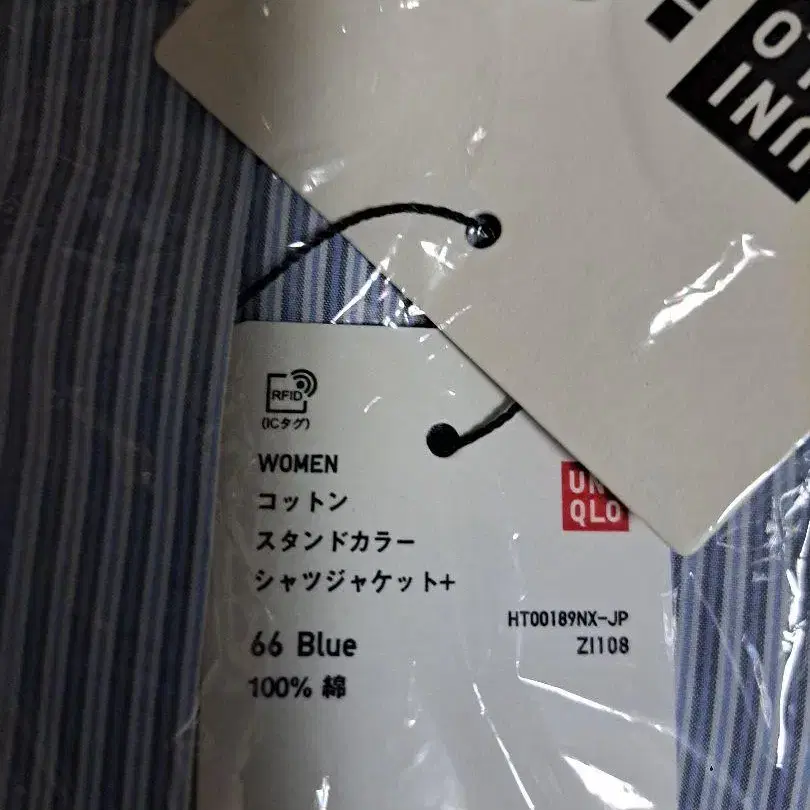 UNI
RFID
(ICタグ)
WOMEN
コットン
スタンドカラー
シャツジャケット+
UN
QLO
HT00189NX-JP
ZI108
66 Blue
100% 綿